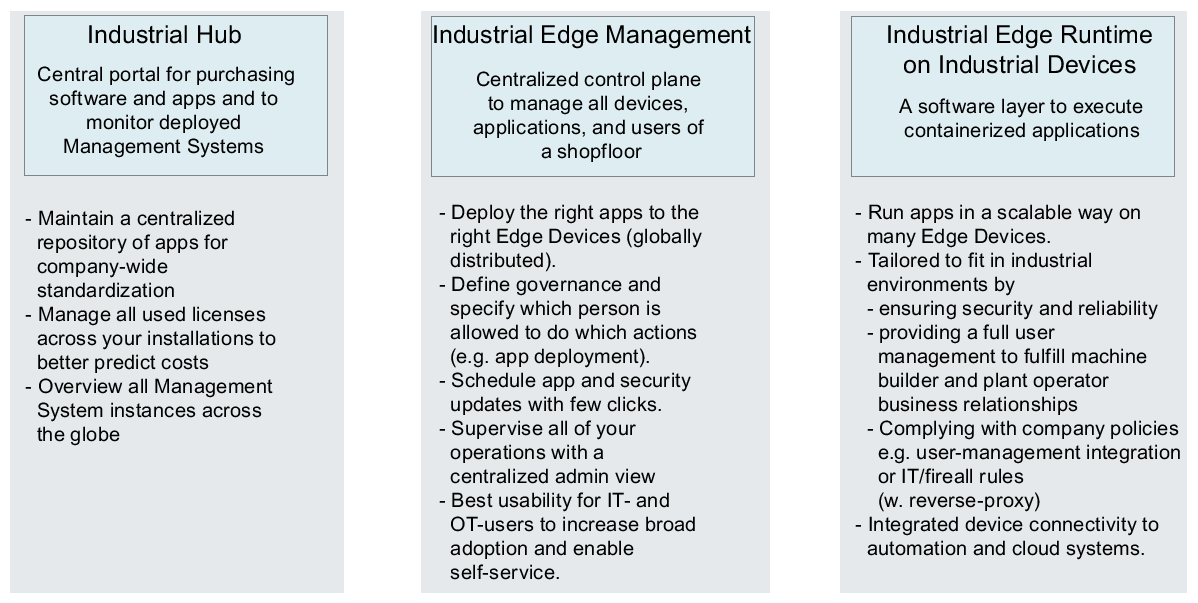 Industrial Hub
Central portal for purchasing
software and apps and to
monitor deployed
Management Systems
- Maintain a centralized
repository of apps for
company-wide
standardization
- Manage all used licenses
across your installations to
better predict costs
- Overview all Management
System instances across
the globe
Industrial Edge Management
Centralized control plane
to manage all devices,
applications, and users of
a shopfloor
- Deploy the right apps to the
right Edge Devices (globally
distributed).
- Define governance and
specify which person is
allowed to do which actions
(e.g. app deployment).
- Schedule app and security
updates with few clicks.
- Supervise all of your
operations with a
centralized admin view
- Best usability for IT- and
OT-users to increase broad
adoption and enable
self-service.
Industrial Edge Runtime
on Industrial Devices
A software layer to execute
containerized applications
- Run apps in a scalable way on
many Edge Devices.
- Tailored to fit in industrial
environments by
- ensuring security and reliability
- providing a full user
management to fulfill machine
builder and plant operator
business relationships
- Complying with company policies
e.g. user-management integration
or IT/fireall rules
(w. reverse-proxy)
- Integrated device connectivity to
automation and cloud systems.